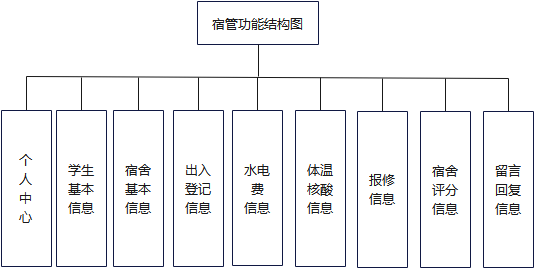 宿管功能结构图
个
人
中
心
学生
基本
信息
宿舍
基本
信息
出入
登记
信息
水电
费
信息
体温
核酸
信息
报修
信息
宿舍
评分
信息
留言
回复
信息